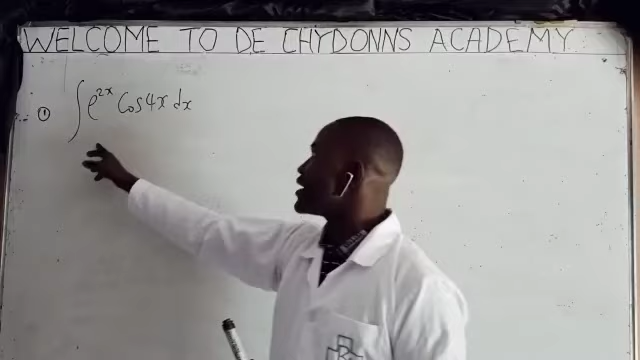 WELCOME TO DE CHYDONNS ACADEMY
① ∫ e^{2x} Cos4x dx